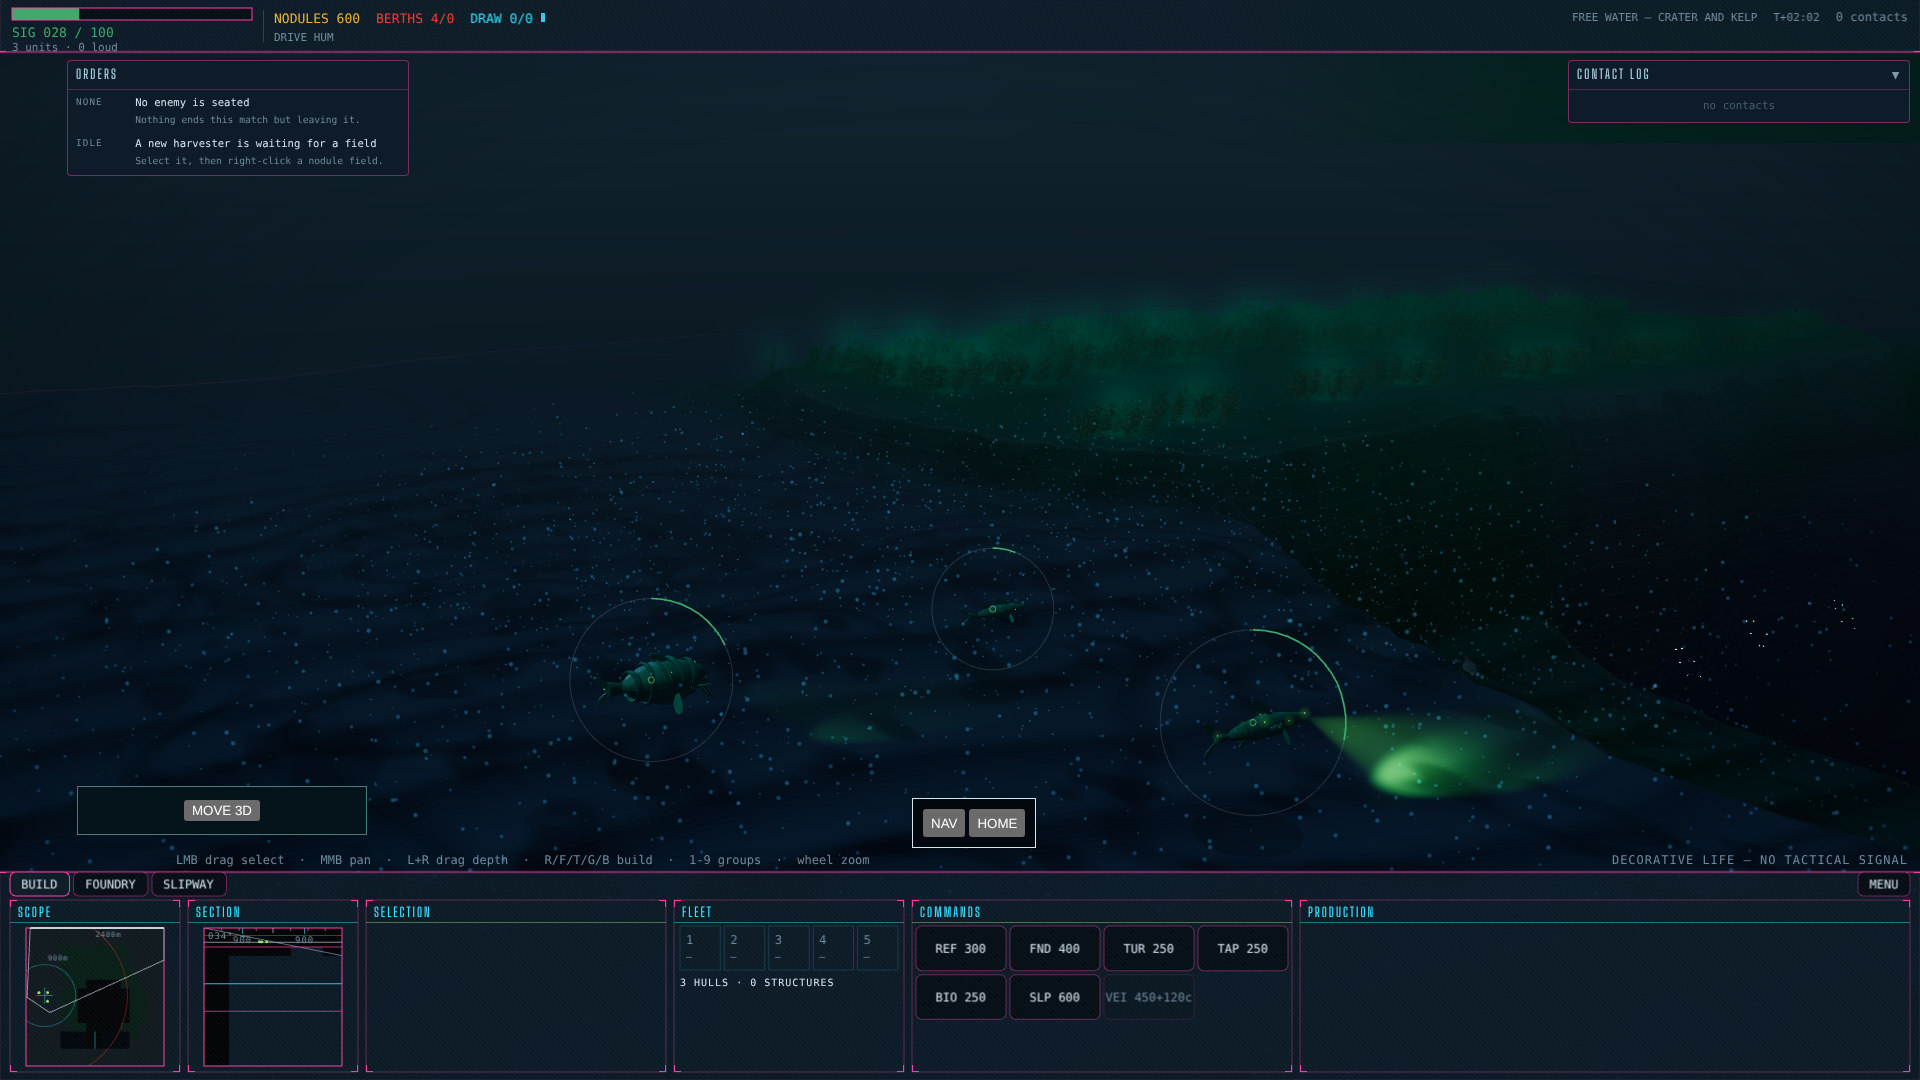 NODULES 600 BERTHS 4/0 DRAW 0/0
SIG 028 / 100
DRIVE HUM
3 units · 0 loud
FREE WATER — CRATER AND KELP T+02:02 0 contacts
ORDERS
NONE No enemy is seated
Nothing ends this match but leaving it.
IDLE A new harvester is waiting for a field
Select it, then right-click a nodule field.
CONTACT LOG ▼
no contacts
MOVE 3D
NAV HOME
LMB drag select · MMB pan · L+R drag depth · R/F/T/G/B build · 1-9 groups · wheel zoom
DECORATIVE LIFE — NO TACTICAL SIGNAL
BUILD FOUNDRY SLIPWAY MENU
SCOPE
2400m
900m
SECTION
034° 900 900
SELECTION
FLEET
1 2 3 4 5
— — — — —
3 HULLS · 0 STRUCTURES
COMMANDS
REF 300 FND 400 TUR 250 TAP 250
BIO 250 SLP 600 VEI 450+120c
PRODUCTION